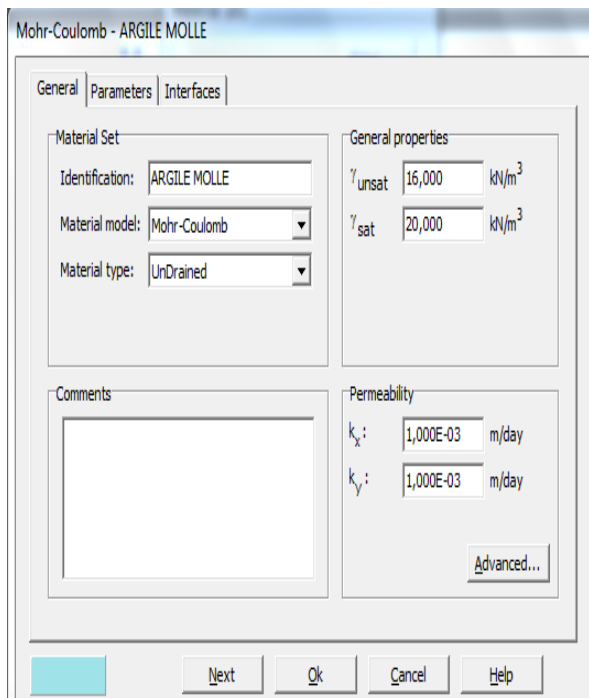 Mohr-Coulomb - ARGILE MOLLE
General Parameters Interfaces
Material Set
Identification: ARGILE MOLLE
Material model: Mohr-Coulomb
Material type: UnDrained
General properties
γunsat 16,000 kN/m³
γsat 20,000 kN/m³
Comments
Permeability
kx: 1,000E-03 m/day
ky: 1,000E-03 m/day
Advanced...
Next Ok Cancel Help